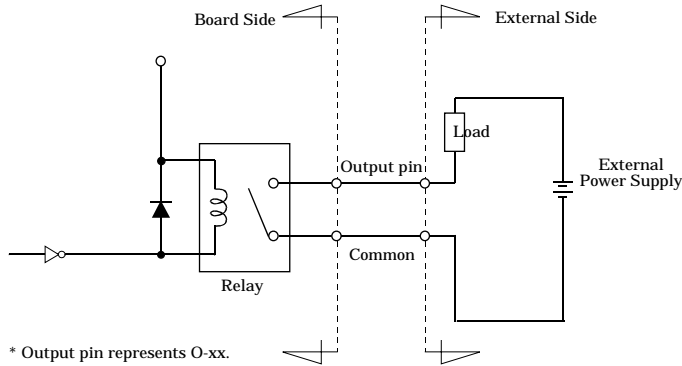 Board Side
External Side
Load
Output pin
External
Power Supply
Common
Relay
* Output pin represents O-xx.